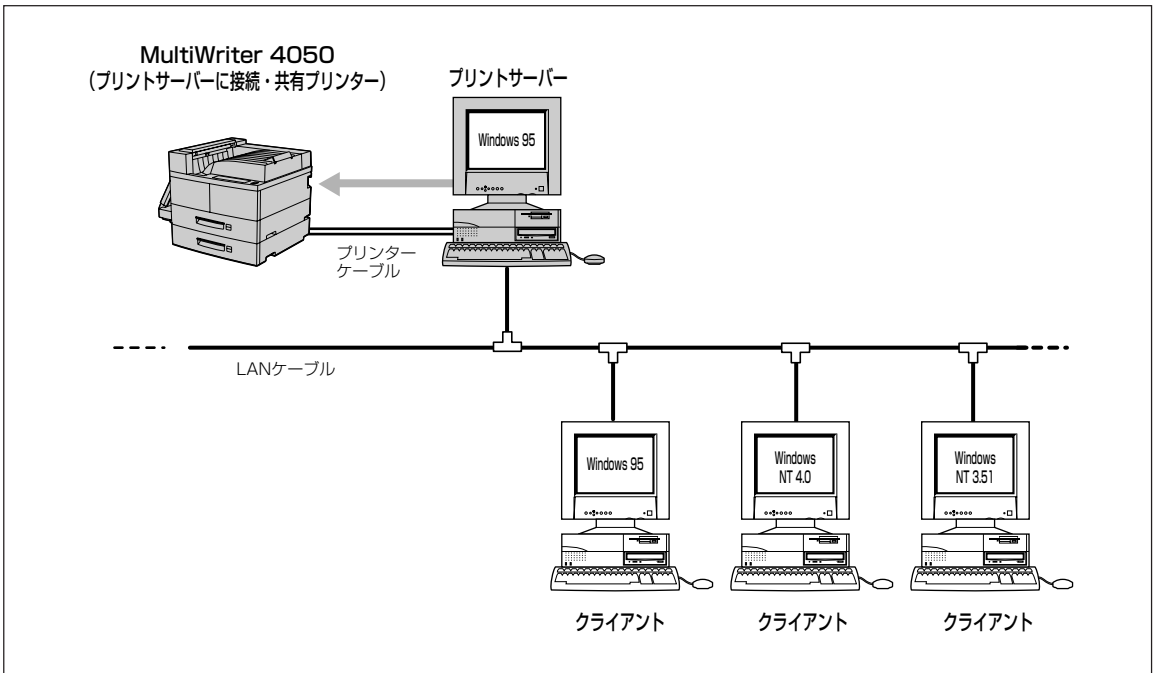 MultiWriter 4050
（プリントサーバーに接続・共有プリンター）
プリントサーバー
Windows 95
プリンター
ケーブル
LANケーブル
Windows 95
Windows
NT 4.0
Windows
NT 3.51
クライアント
クライアント
クライアント